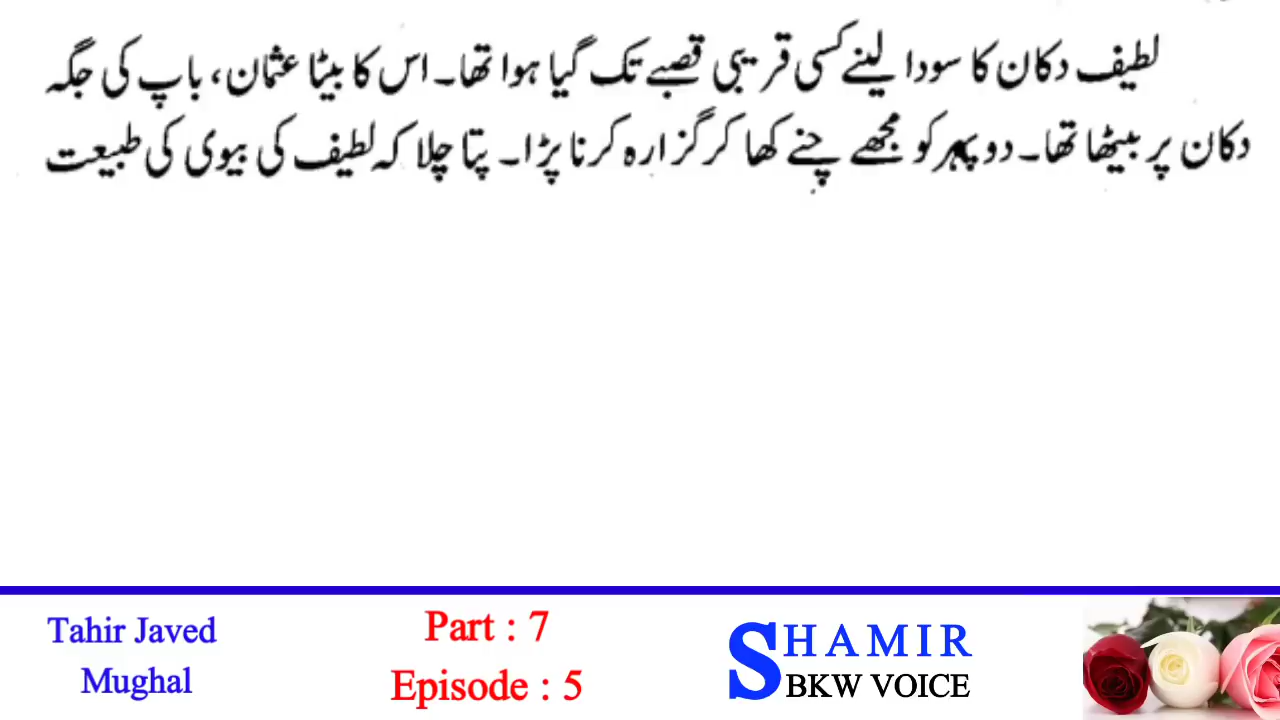 لطیف دکان کا سودا لینے کسی قریبی قصبے تک گیا ہوا تھا۔ اس کا بیٹا عثمان، باپ کی جگہ
دکان پر بیٹھا تھا۔ دوپہر کو مجھے چنے کھا کر گزارہ کرنا پڑا۔ پتا چلا کہ لطیف کی بیوی کی طبیعت
Tahir Javed
Mughal
Part : 7
Episode : 5
SHAMIR
BKW VOICE